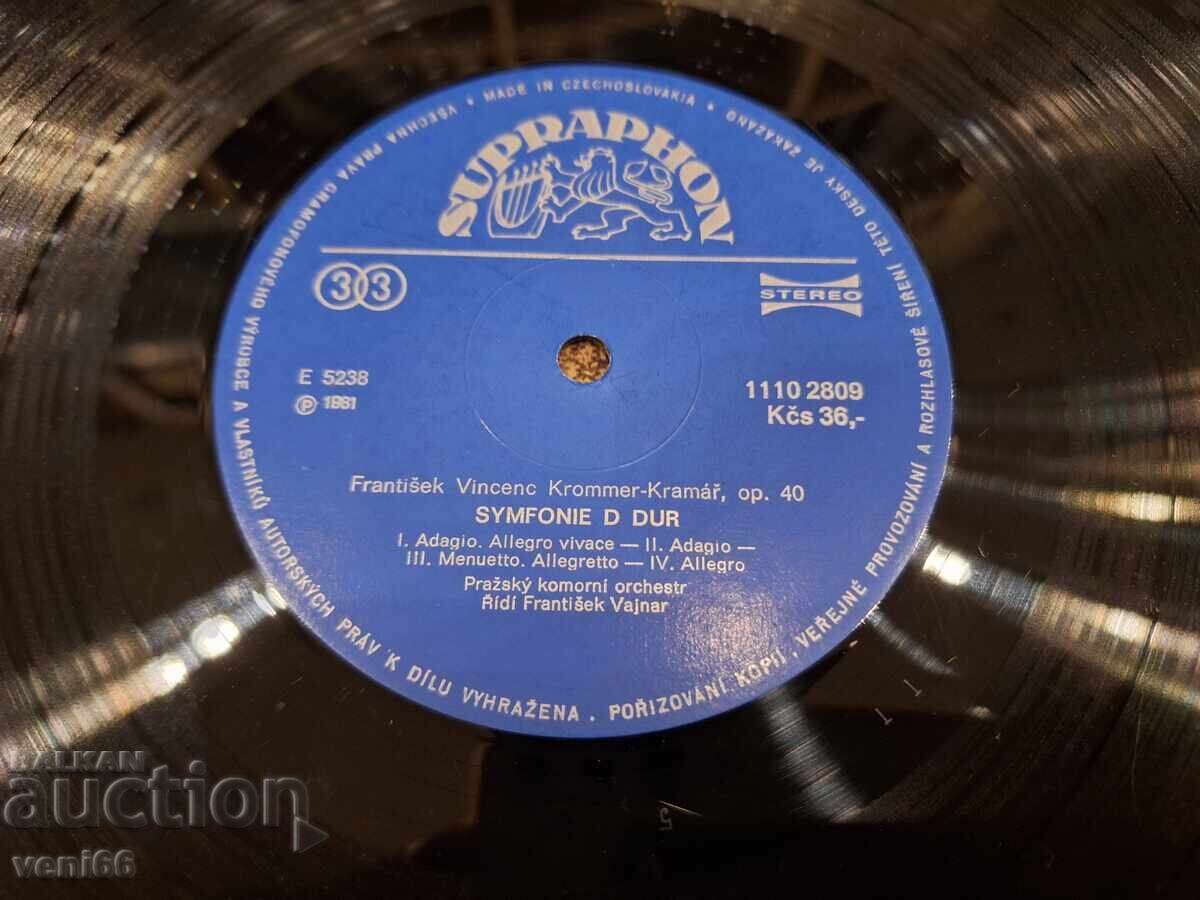 VŠECHNA PRÁVA GRAMOFONOVÉHO VÝROBCE A VLASTNÍKŮ AUTORSKÝCH PRÁV K DÍLU VYHRAŽENA . POŘIZOVÁNÍ KOPIÍ, VEŘEJNÉ PROVOZOVÁNÍ A ROZHLASOVÉ ŠÍŘENÍ TÉTO DESKY JE ZAKÁZÁNO • MADE IN CZECHOSLOVAKIA •
SUPRAPHON
33
STEREO
E 5238
℗ 1981
1110 2809
Kčs 36,-
František Vincenc Krommer-Kramář, op. 40
SYMFONIE D DUR
I. Adagio. Allegro vivace — II. Adagio —
III. Menuetto. Allegretto — IV. Allegro
Pražský komorní orchestr
Řídí František Vajnar
BALKAN
auction
veni66